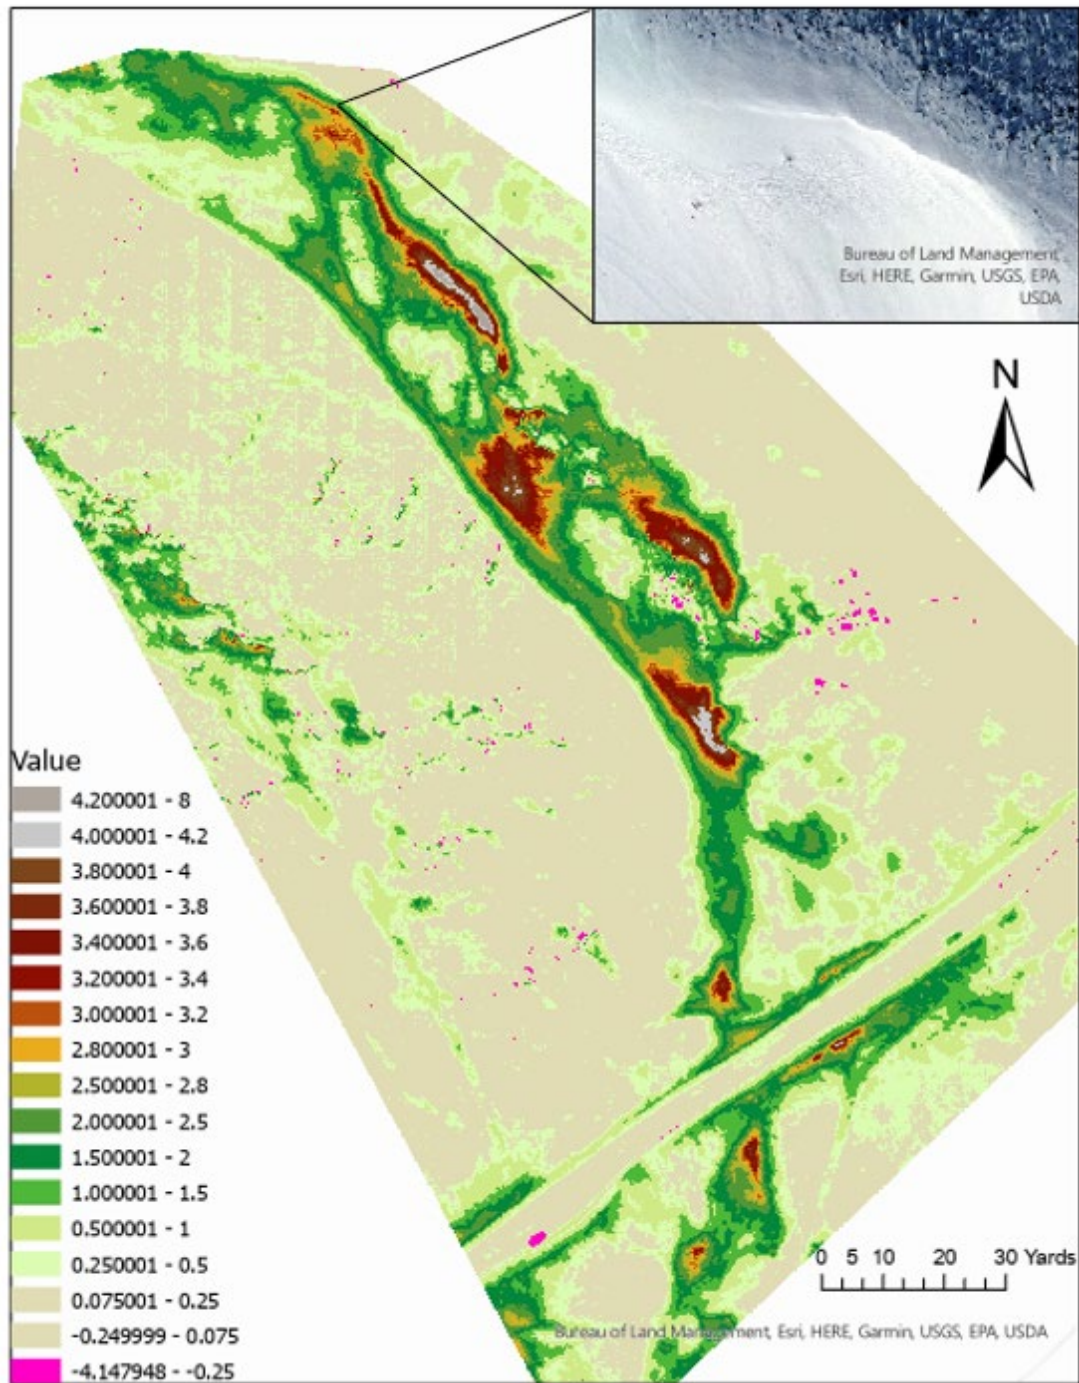 Bureau of Land Management,
Esri, HERE, Garmin, USGS, EPA,
USDA
N
Value
4.200001 - 8
4.000001 - 4.2
3.800001 - 4
3.600001 - 3.8
3.400001 - 3.6
3.200001 - 3.4
3.000001 - 3.2
2.800001 - 3
2.500001 - 2.8
2.000001 - 2.5
1.500001 - 2
1.000001 - 1.5
0.500001 - 1
0.250001 - 0.5
0.075001 - 0.25
-0.249999 - 0.075
-4.147948 - -0.25
0 5 10 20 30 Yards
Bureau of Land Management, Esri, HERE, Garmin, USGS, EPA, USDA